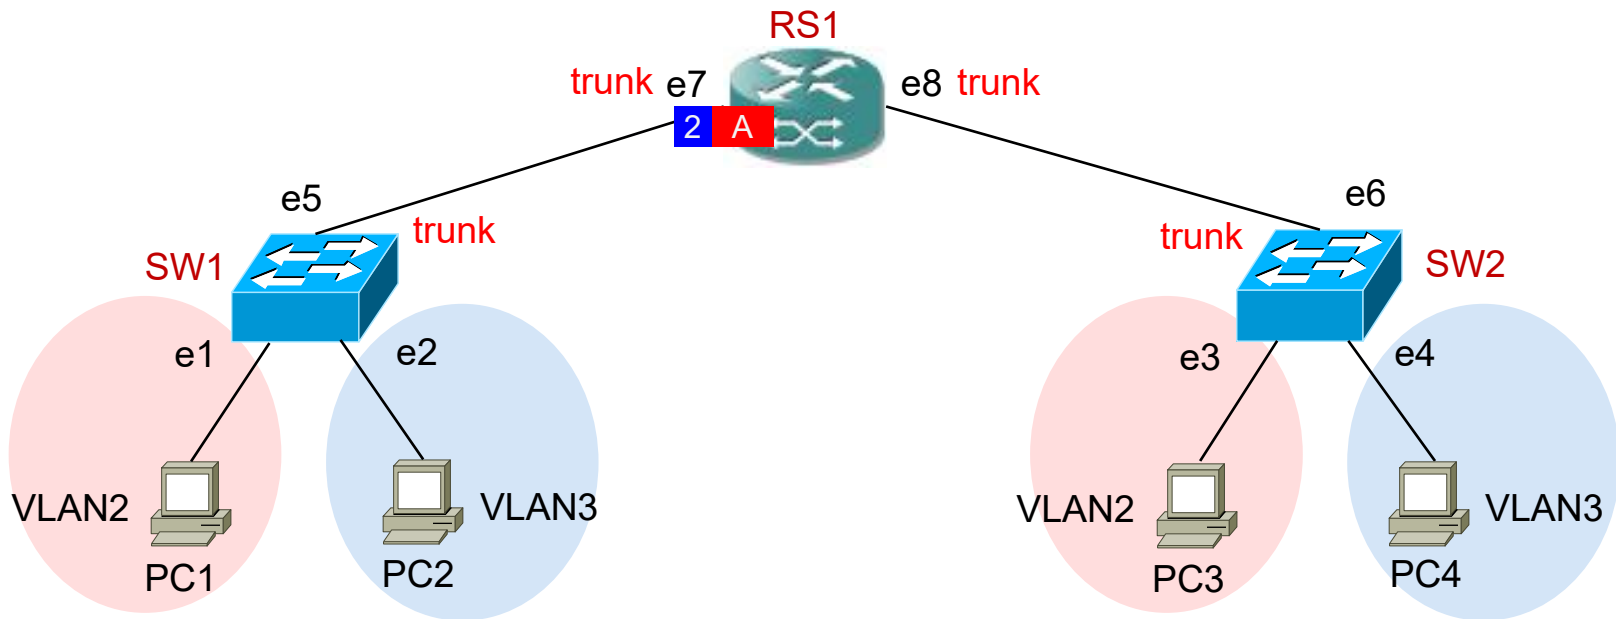 RS1
trunk e7
e8 trunk
2 A
e5
trunk
e6
trunk
SW1
SW2
e1
e2
e3
e4
VLAN2
VLAN3
VLAN2
VLAN3
PC1
PC2
PC3
PC4